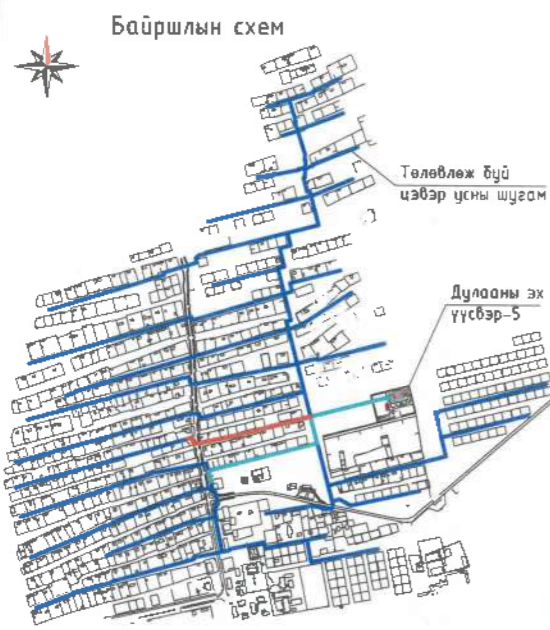 Байршлын схем
Төлөвлөж буй
цэвэр усны шугам
Дулааны эх
үүсвэр-5